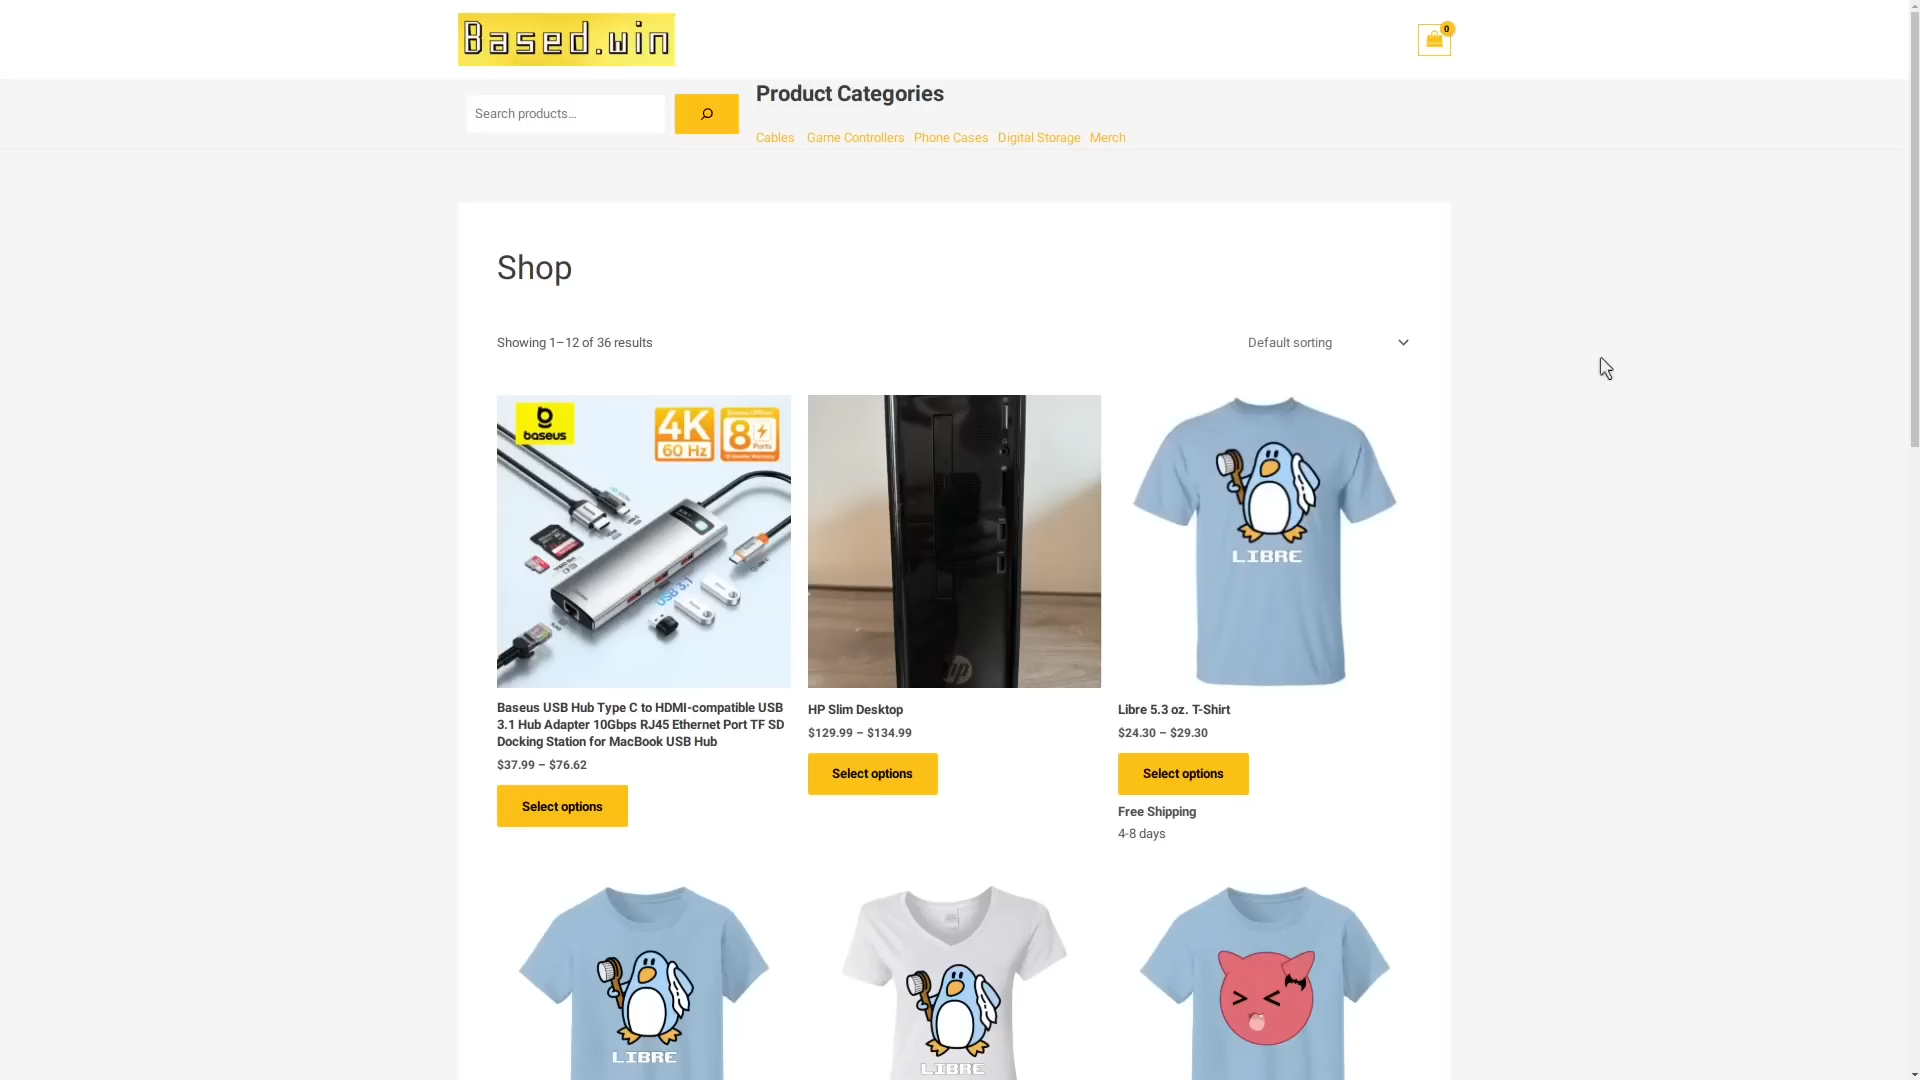 Based.win
0
Search products…
Product Categories
Cables Game Controllers Phone Cases Digital Storage Merch
Shop
Showing 1–12 of 36 results
Default sorting
baseus
4K
60 Hz
8
Ports
USB 3.1
hp
LIBRE
Baseus USB Hub Type C to HDMI-compatible USB
3.1 Hub Adapter 10Gbps RJ45 Ethernet Port TF SD
Docking Station for MacBook USB Hub
$37.99 – $76.62
Select options
HP Slim Desktop
$129.99 – $134.99
Select options
Libre 5.3 oz. T-Shirt
$24.30 – $29.30
Select options
Free Shipping
4-8 days
LIBRE
LIBRE